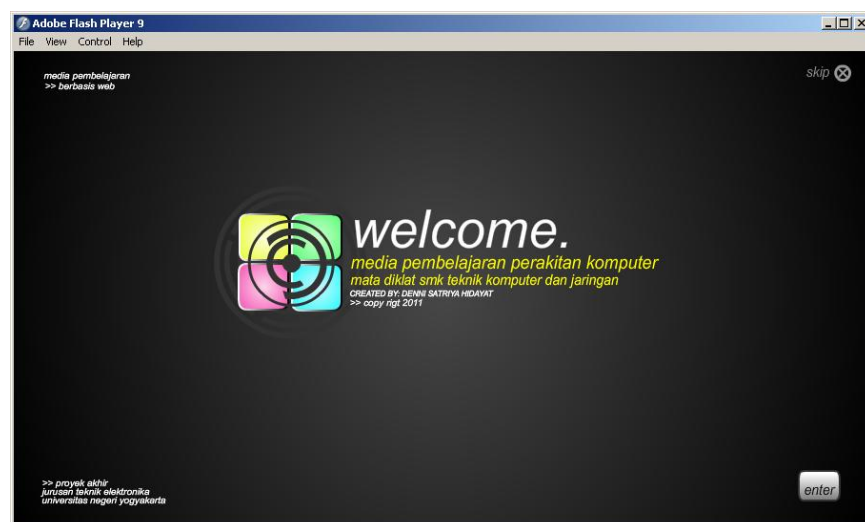 Adobe Flash Player 9
File View Control Help
media pembelajaran
>> berbasis web
skip
welcome.
media pembelajaran perakitan komputer
mata diklat smk teknik komputer dan jaringan
CREATED BY: DENNI SATRIYA HIDAYAT
>> copy rigt 2011
>> proyek akhir
jurusan teknik elektronika
universitas negeri yogyakarta
enter